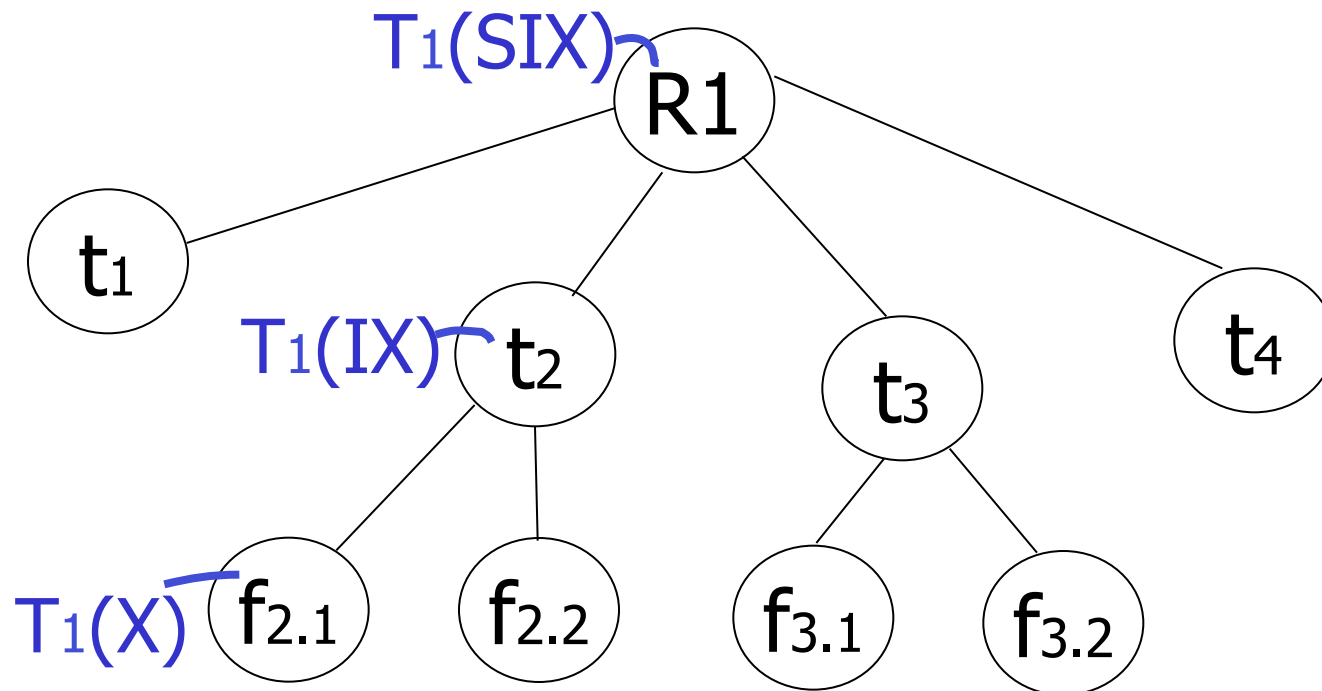 T1(SIX)
R1
t1
T1(IX)
t2
t3
t4
T1(X)
f2.1
f2.2
f3.1
f3.2